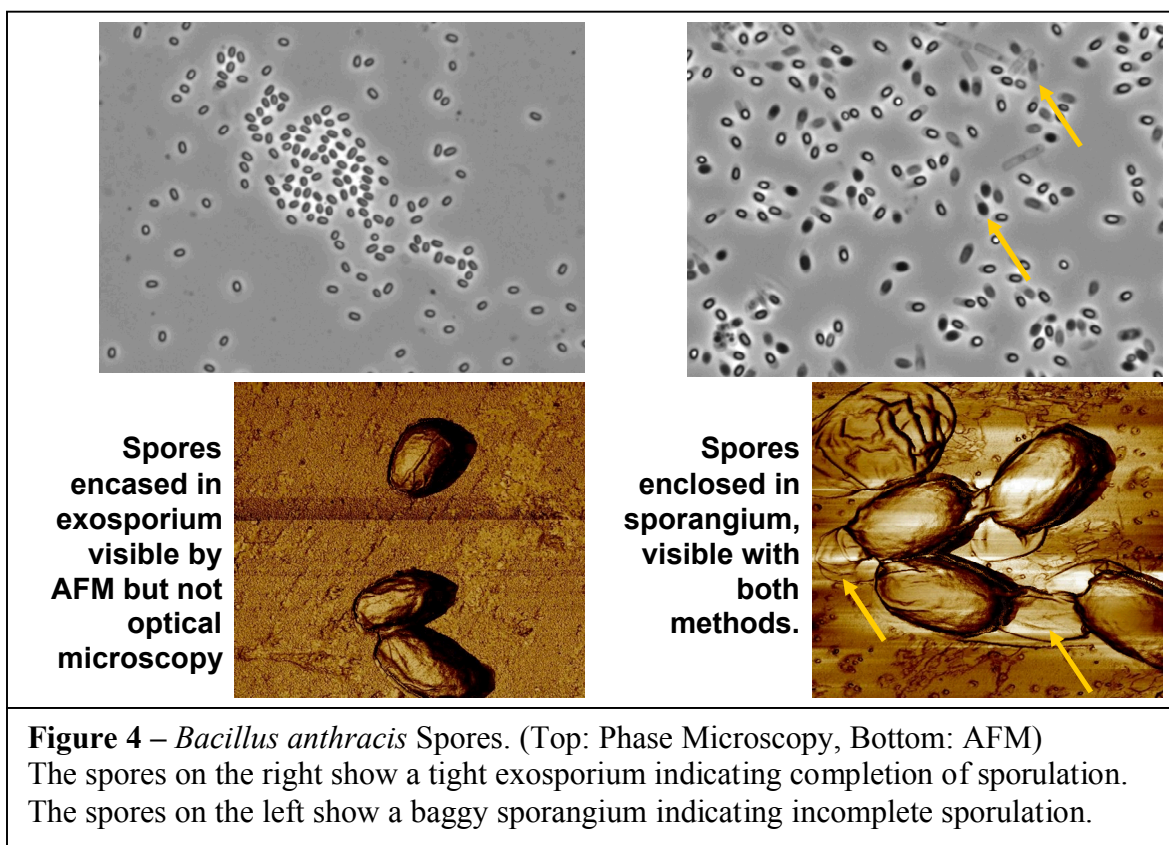 Spores
encased in
exosporium
visible by
AFM but not
optical
microscopy
Spores
enclosed in
sporangium,
visible with
both
methods.
Figure 4 – Bacillus anthracis Spores. (Top: Phase Microscopy, Bottom: AFM)
The spores on the right show a tight exosporium indicating completion of sporulation.
The spores on the left show a baggy sporangium indicating incomplete sporulation.